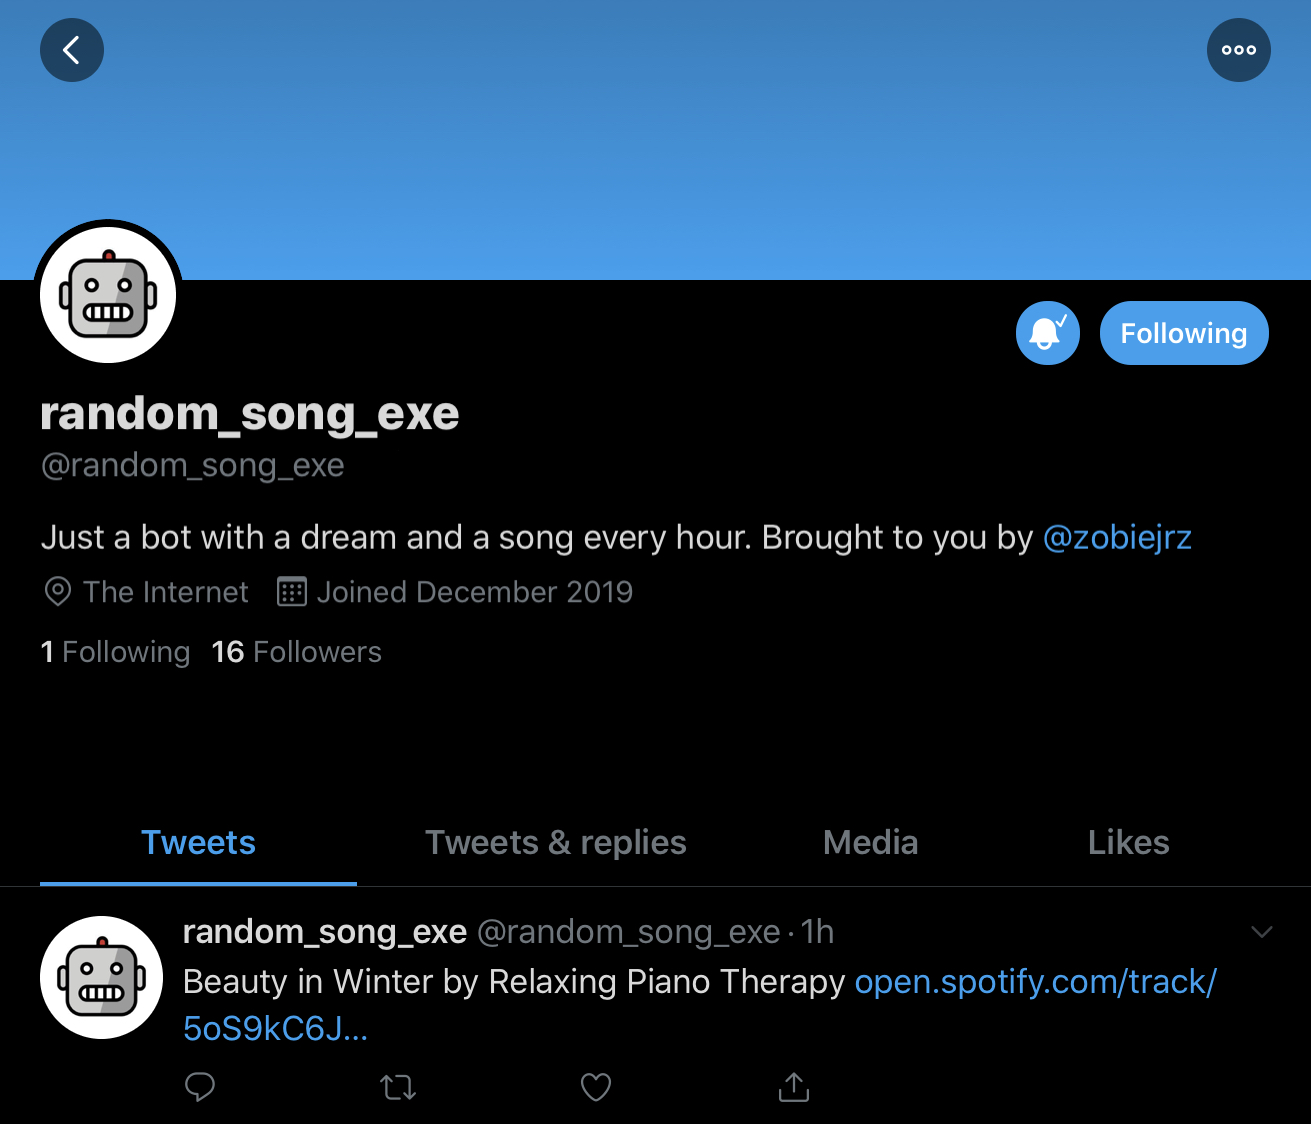 random_song_exe
Following
@random_song_exe
Just a bot with a dream and a song every hour. Brought to you by @zobiejrz
The Internet Joined December 2019
1 Following 16 Followers
Tweets Tweets & replies Media Likes
random_song_exe @random_song_exe · 1h
Beauty in Winter by Relaxing Piano Therapy open.spotify.com/track/
5oS9kC6J...